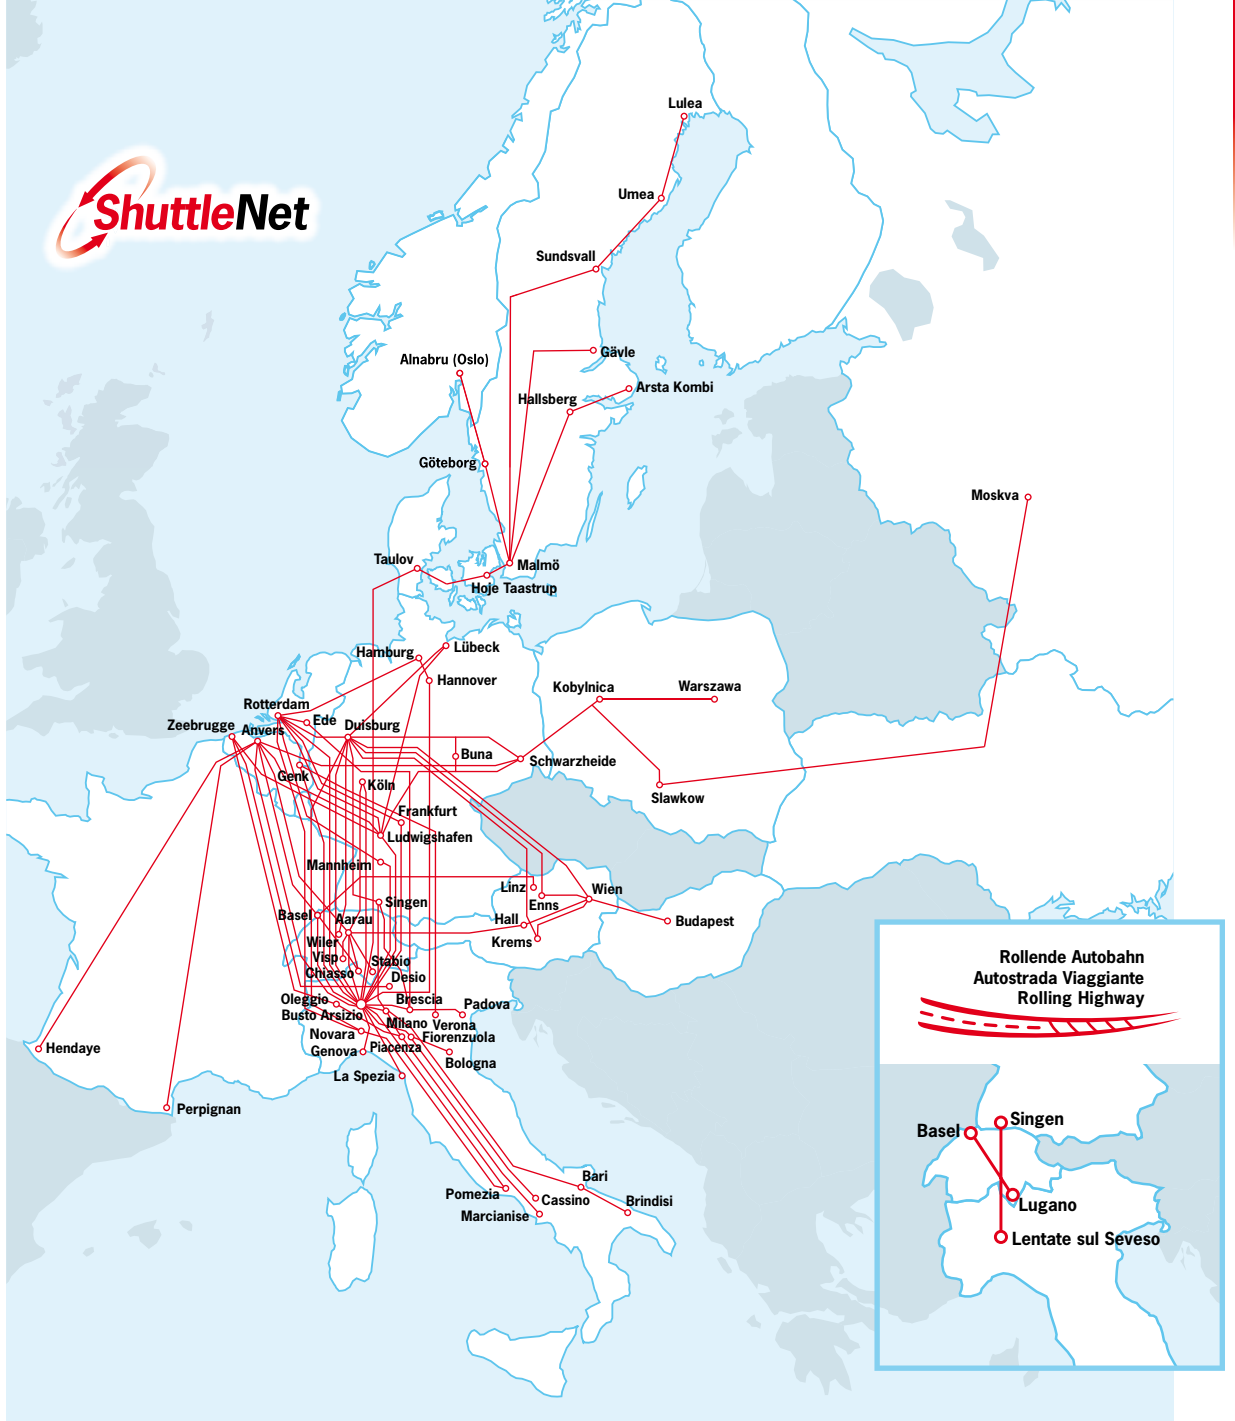 Lulea
Umea
ShuttleNet
Sundsvall
Gävle
Alnabru (Oslo)
Arsta Kombi
Hallsberg
Göteborg
Moskva
Taulov
Malmö
Hoje Taastrup
Lübeck
Hamburg
Hannover
Kobylnica
Warszawa
Rotterdam
Ede
Zeebrugge
Anvers
Duisburg
Buna
Schwarzheide
Genk
Köln
Slawkow
Frankfurt
Ludwigshafen
Mannheim
Linz
Wien
Singen
Enns
Basel
Aarau
Hall
Budapest
Wiler
Krems
Visp
Stabio
Chiasso
Desio
Oleggio
Brescia
Padova
Busto Arsizio
Milano
Verona
Novara
Fiorenzuola
Genova
Piacenza
Bologna
La Spezia
Hendaye
Perpignan
Bari
Pomezia
Cassino
Brindisi
Marcianise
Rollende Autobahn
Autostrada Viaggiante
Rolling Highway
Singen
Basel
Lugano
Lentate sul Seveso